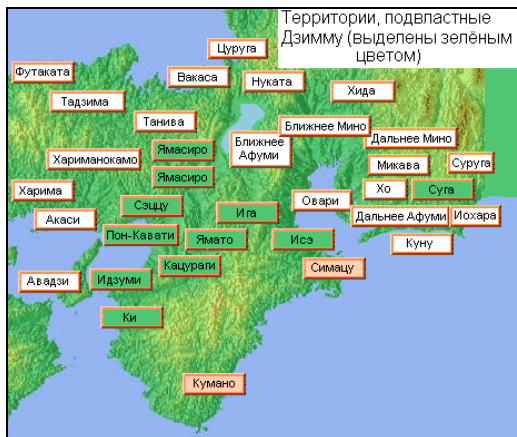 Территории, подвластные
Дзимму (выделены зелёным
цветом)
Цуруга
Футаката
Вакаса
Нуката
Тадзима
Хида
Танива
Ближнее Мино
Дальнее Мино
Ямасиро
Ближнее
Афуми
Хариманокамо
Микава
Суруга
Ямасиро
Харима
Хо
Суга
Сэццу
Овари
Акаси
Ига
Дальнее Афуми
Иохара
Пон-Кавати
Ямато
Исэ
Куну
Кацураги
Симацу
Авадзи
Идзуми
Ки
Кумано